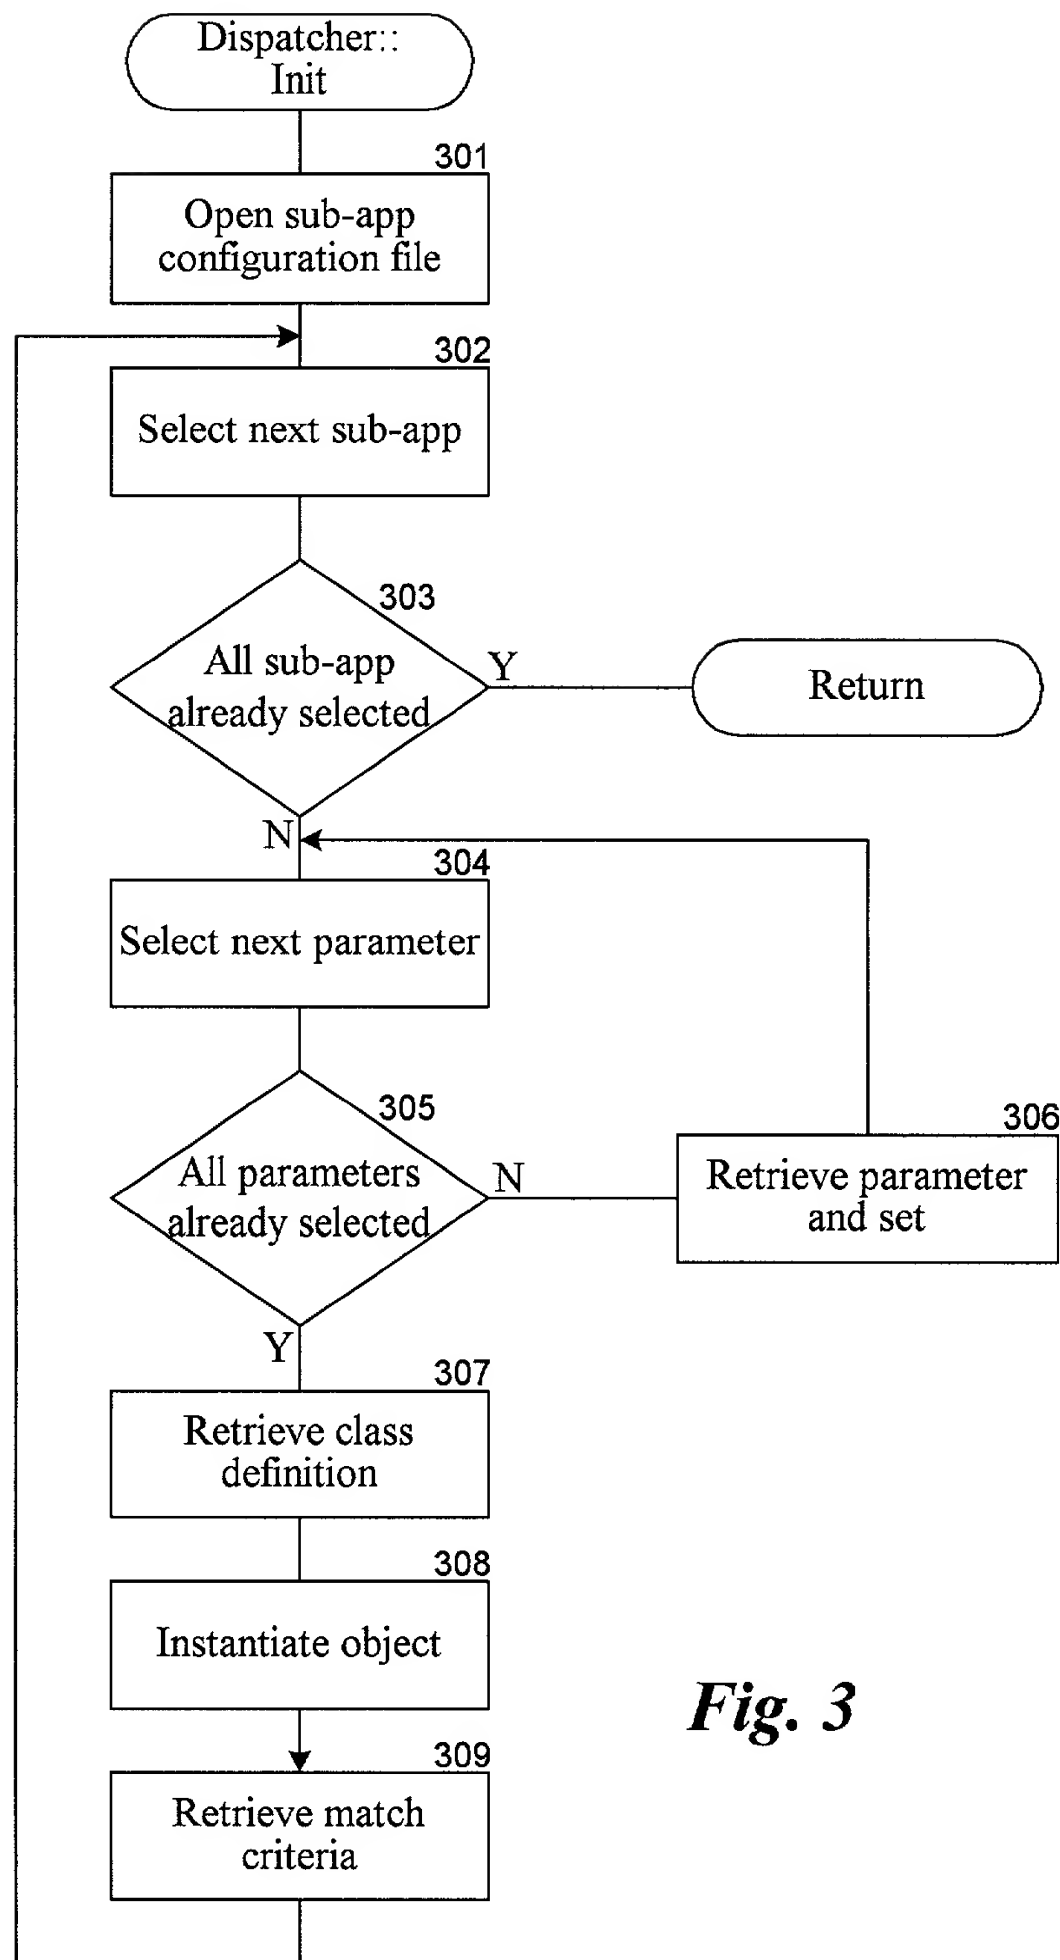 Dispatcher::
Init
301
Open sub-app
configuration file
302
Select next sub-app
303
All sub-app
already selected
Y
Return
N
304
Select next parameter
305
All parameters
already selected
N
306
Retrieve parameter
and set
Y
307
Retrieve class
definition
308
Instantiate object
Fig. 3
309
Retrieve match
criteria